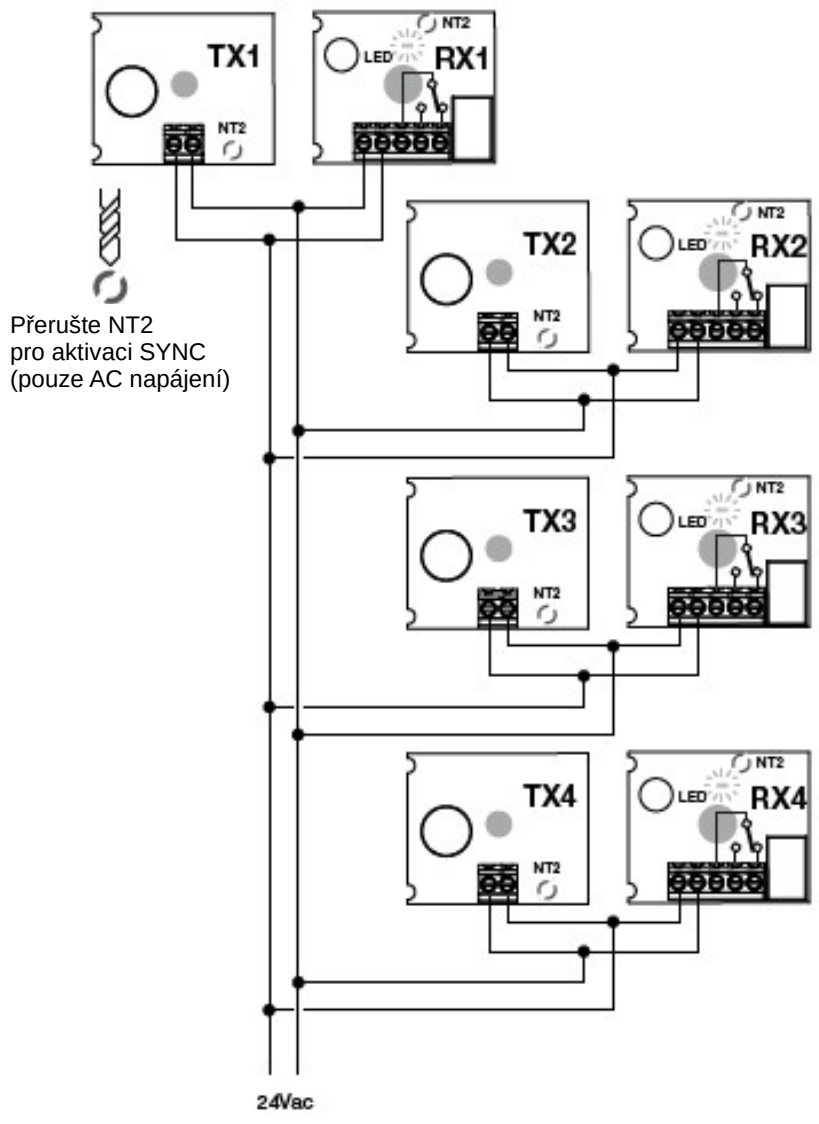 NT2
TX1
LED
RX1
NT2
NT2
TX2
LED
RX2
NT2
Přerušte NT2
pro aktivaci SYNC
(pouze AC napájení)
NT2
TX3
LED
RX3
NT2
NT2
TX4
LED
RX4
NT2
24Vac